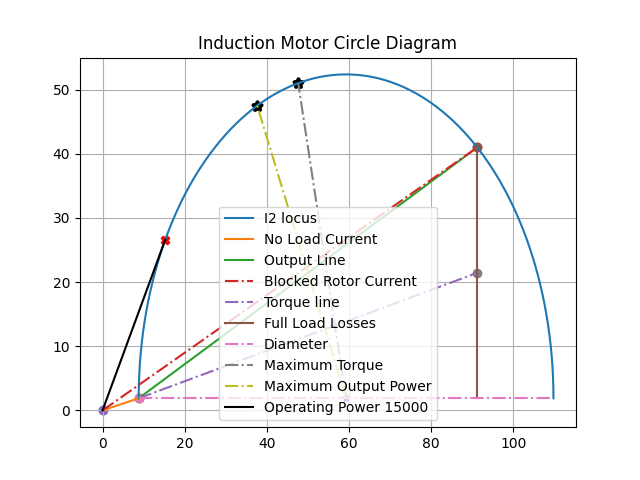 Induction Motor Circle Diagram
50
40
30
20
10
0
I2 locus
No Load Current
Output Line
Blocked Rotor Current
Torque line
Full Load Losses
Diameter
Maximum Torque
Maximum Output Power
Operating Power 15000
0 20 40 60 80 100